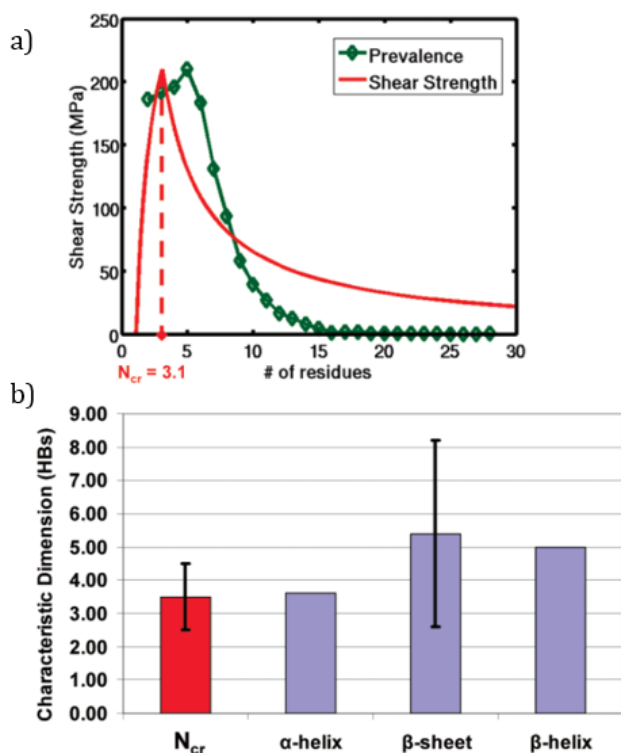 a)
250
200
150
100
50
0
Shear Strength (MPa)
Prevalence
Shear Strength
0 5 10 15 20 25 30
N_cr = 3.1
# of residues
b)
9.00
8.00
7.00
6.00
5.00
4.00
3.00
2.00
1.00
0.00
Characteristic Dimension (HBs)
N_cr α-helix β-sheet β-helix